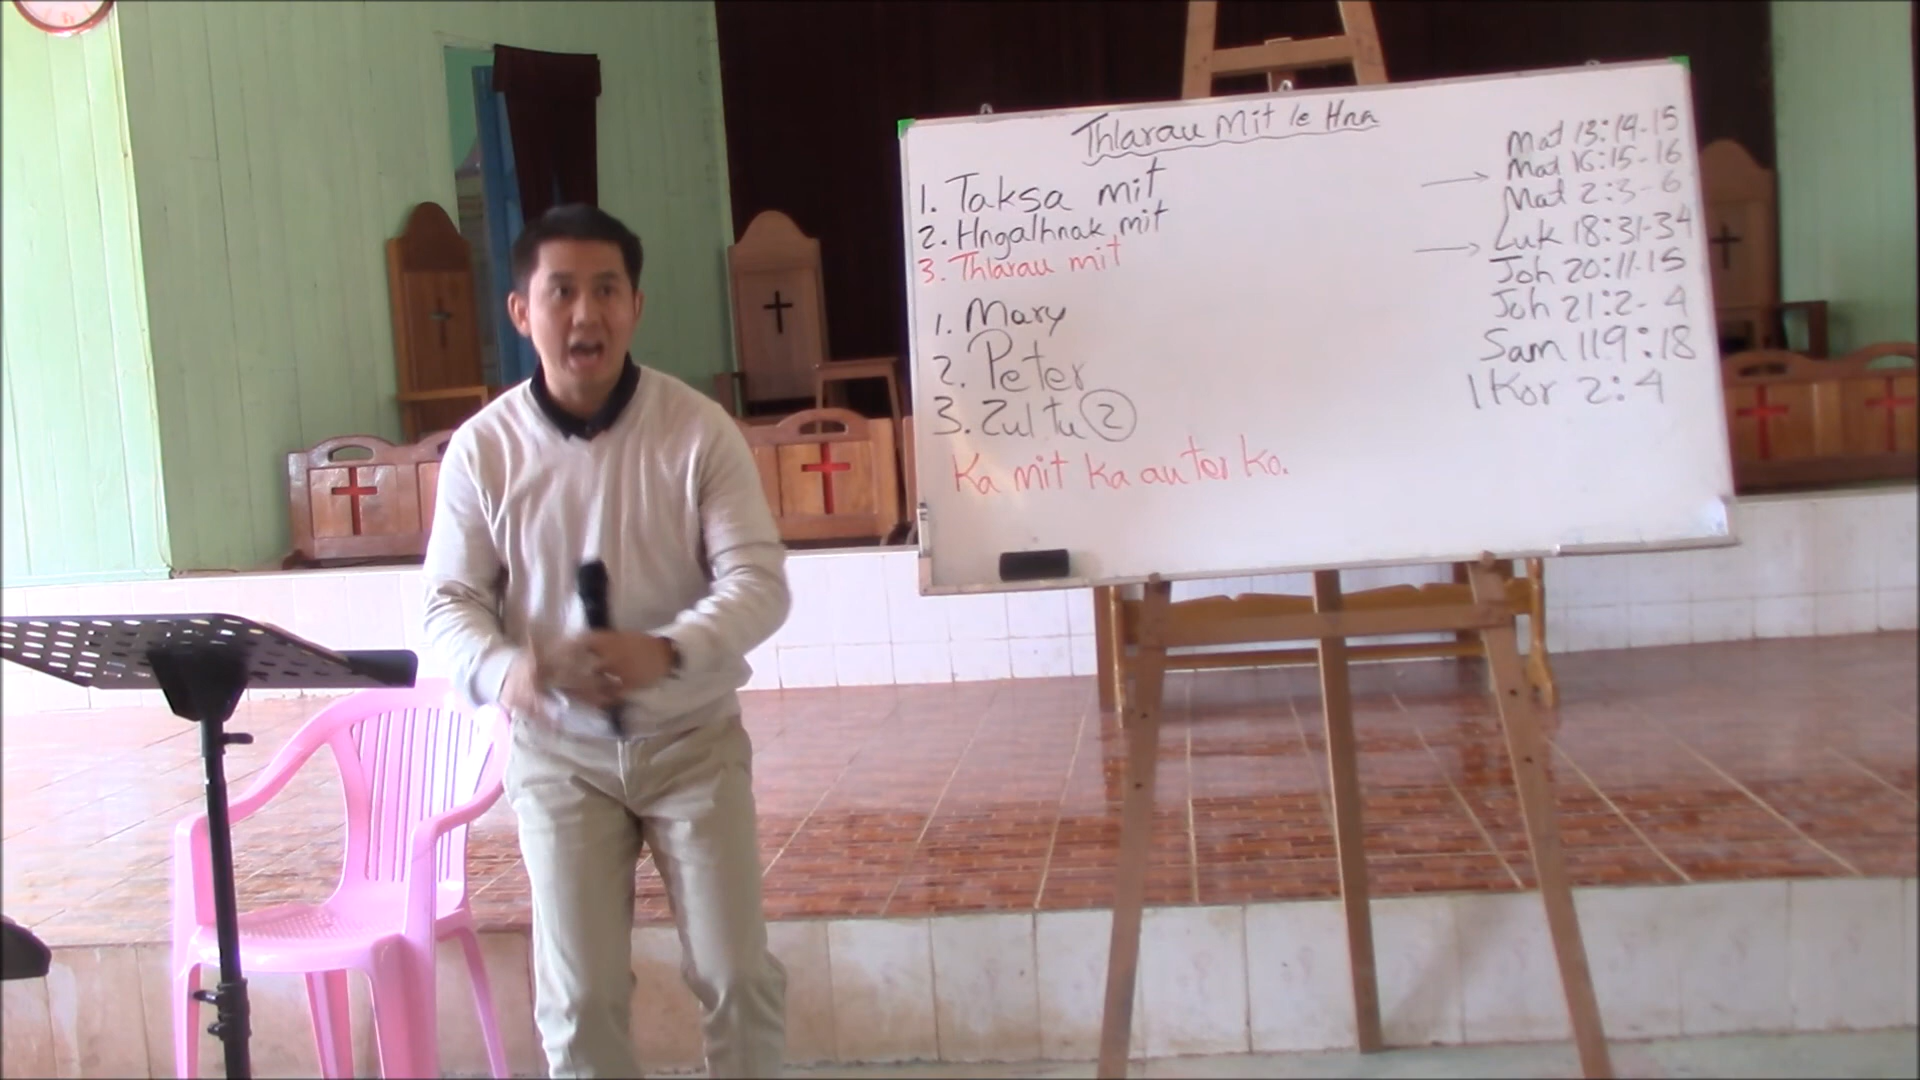 Thlarau Mit le Hna
1. Taksa mit
2. Hngalhnak mit
3. Thlarau mit
1. Mary
2. Peter
3. Zultu 2
Ka mit ka au ter ko.
Mat 13:14-15
Mat 16:15-16
Mat 2:3-6
Luk 18:31-34
Joh 20:11-15
Joh 21:2-4
Sam 119:18
1 Kor 2:4